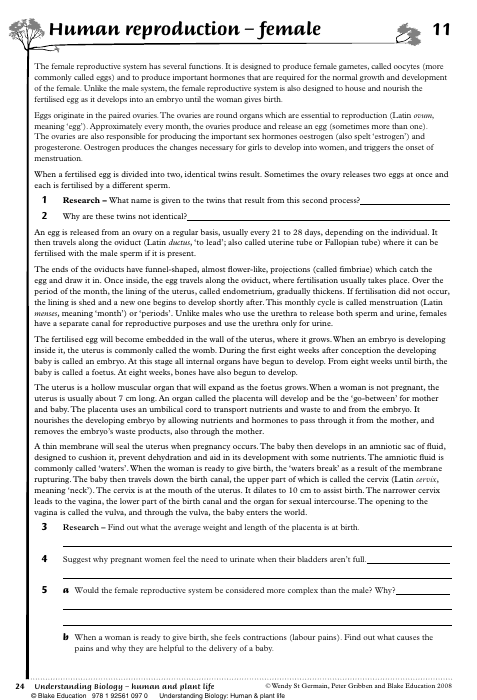 Human reproduction – female 11
The female reproductive system has several functions. It is designed to produce female gametes, called oocytes (more
commonly called eggs) and to produce important hormones that are required for the normal growth and development
of the female. Unlike the male system, the female reproductive system is also designed to house and nourish the
fertilised egg as it develops into an embryo until the woman gives birth.
Eggs originate in the paired ovaries. The ovaries are round organs which are essential to reproduction (Latin ovum,
meaning 'egg'). Approximately every month, the ovaries produce and release an egg (sometimes more than one).
The ovaries are also responsible for producing the important sex hormones oestrogen (also spelt 'estrogen') and
progesterone. Oestrogen produces the changes necessary for girls to develop into women, and triggers the onset of
menstruation.
When a fertilised egg is divided into two, identical twins result. Sometimes the ovary releases two eggs at once and
each is fertilised by a different sperm.
1 Research – What name is given to the twins that result from this second process?
2 Why are these twins not identical?
An egg is released from an ovary on a regular basis, usually every 21 to 28 days, depending on the individual. It
then travels along the oviduct (Latin ductus, 'to lead'; also called uterine tube or Fallopian tube) where it can be
fertilised with the male sperm if it is present.
The ends of the oviducts have funnel-shaped, almost flower-like, projections (called fimbriae) which catch the
egg and draw it in. Once inside, the egg travels along the oviduct, where fertilisation usually takes place. Over the
period of the month, the lining of the uterus, called endometrium, gradually thickens. If fertilisation did not occur,
the lining is shed and a new one begins to develop shortly after. This monthly cycle is called menstruation (Latin
menses, meaning 'month') or 'periods'. Unlike males who use the urethra to release both sperm and urine, females
have a separate canal for reproductive purposes and use the urethra only for urine.
The fertilised egg will become embedded in the wall of the uterus, where it grows. When an embryo is developing
inside it, the uterus is commonly called the womb. During the first eight weeks after conception the developing
baby is called an embryo. At this stage all internal organs have begun to develop. From eight weeks until birth, the
baby is called a foetus. At eight weeks, bones have also begun to develop.
The uterus is a hollow muscular organ that will expand as the foetus grows. When a woman is not pregnant, the
uterus is usually about 7 cm long. An organ called the placenta will develop and be the 'go-between' for mother
and baby. The placenta uses an umbilical cord to transport nutrients and waste to and from the embryo. It
nourishes the developing embryo by allowing nutrients and hormones to pass through it from the mother, and
removes the embryo's waste products, also through the mother.
A thin membrane will seal the uterus when pregnancy occurs. The baby then develops in an amniotic sac of fluid,
designed to cushion it, prevent dehydration and aid in its development with some nutrients. The amniotic fluid is
commonly called 'waters'. When the woman is ready to give birth, the 'waters break' as a result of the membrane
rupturing. The baby then travels down the birth canal, the upper part of which is called the cervix (Latin cervix,
meaning 'neck'). The cervix is at the mouth of the uterus. It dilates to 10 cm to assist birth. The narrower cervix
leads to the vagina, the lower part of the birth canal and the organ for sexual intercourse. The opening to the
vagina is called the vulva, and through the vulva, the baby enters the world.
3 Research – Find out what the average weight and length of the placenta is at birth.
4 Suggest why pregnant women feel the need to urinate when their bladders aren't full.
5 a Would the female reproductive system be considered more complex than the male? Why?
b When a woman is ready to give birth, she feels contractions (labour pains). Find out what causes the
pains and why they are helpful to the delivery of a baby.
24 Understanding Biology – human and plant life © Wendy St Germain, Peter Gribben and Blake Education 2008
© Blake Education 978 1 92561 097 0 Understanding Biology: Human & plant life